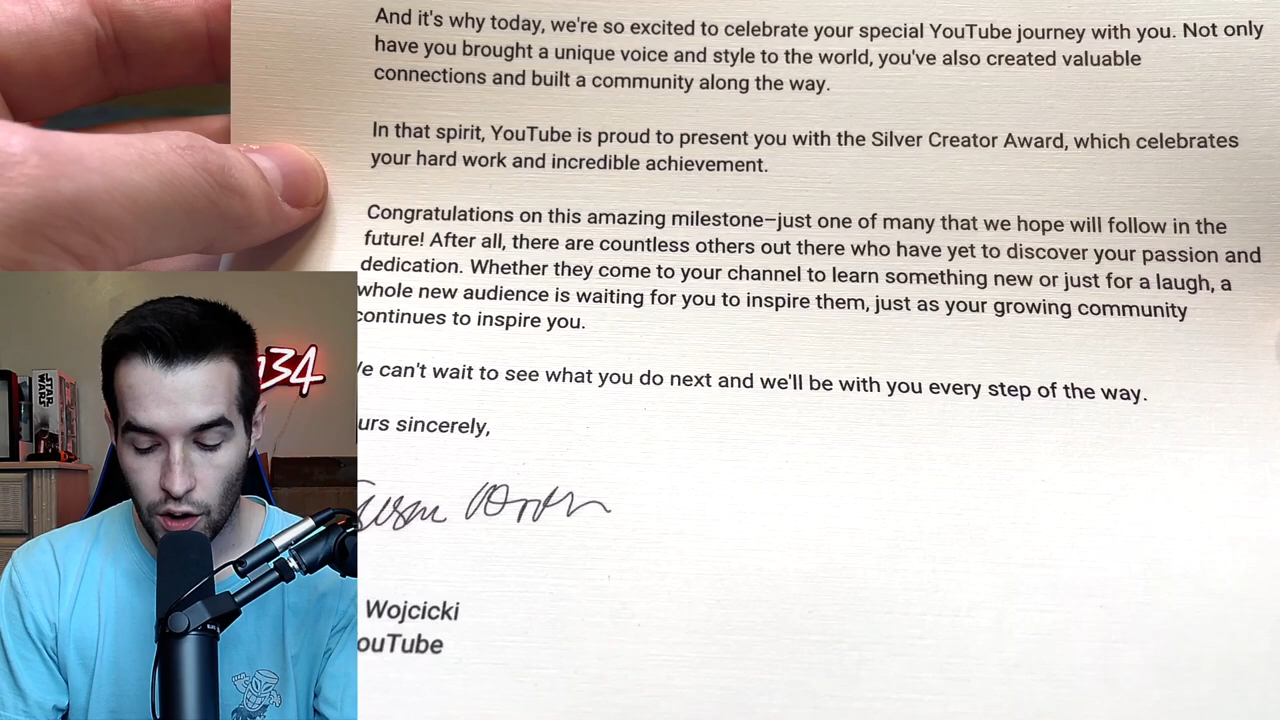 And it's why today, we're so excited to celebrate your special YouTube journey with you. Not only
have you brought a unique voice and style to the world, you've also created valuable
connections and built a community along the way.
In that spirit, YouTube is proud to present you with the Silver Creator Award, which celebrates
your hard work and incredible achievement.
Congratulations on this amazing milestone—just one of many that we hope will follow in the
future! After all, there are countless others out there who have yet to discover your passion and
dedication. Whether they come to your channel to learn something new or just for a laugh, a
whole new audience is waiting for you to inspire them, just as your growing community
continues to inspire you.
e can't wait to see what you do next and we'll be with you every step of the way.
urs sincerely,
Wojcicki
ouTube
134
STAR
WARS